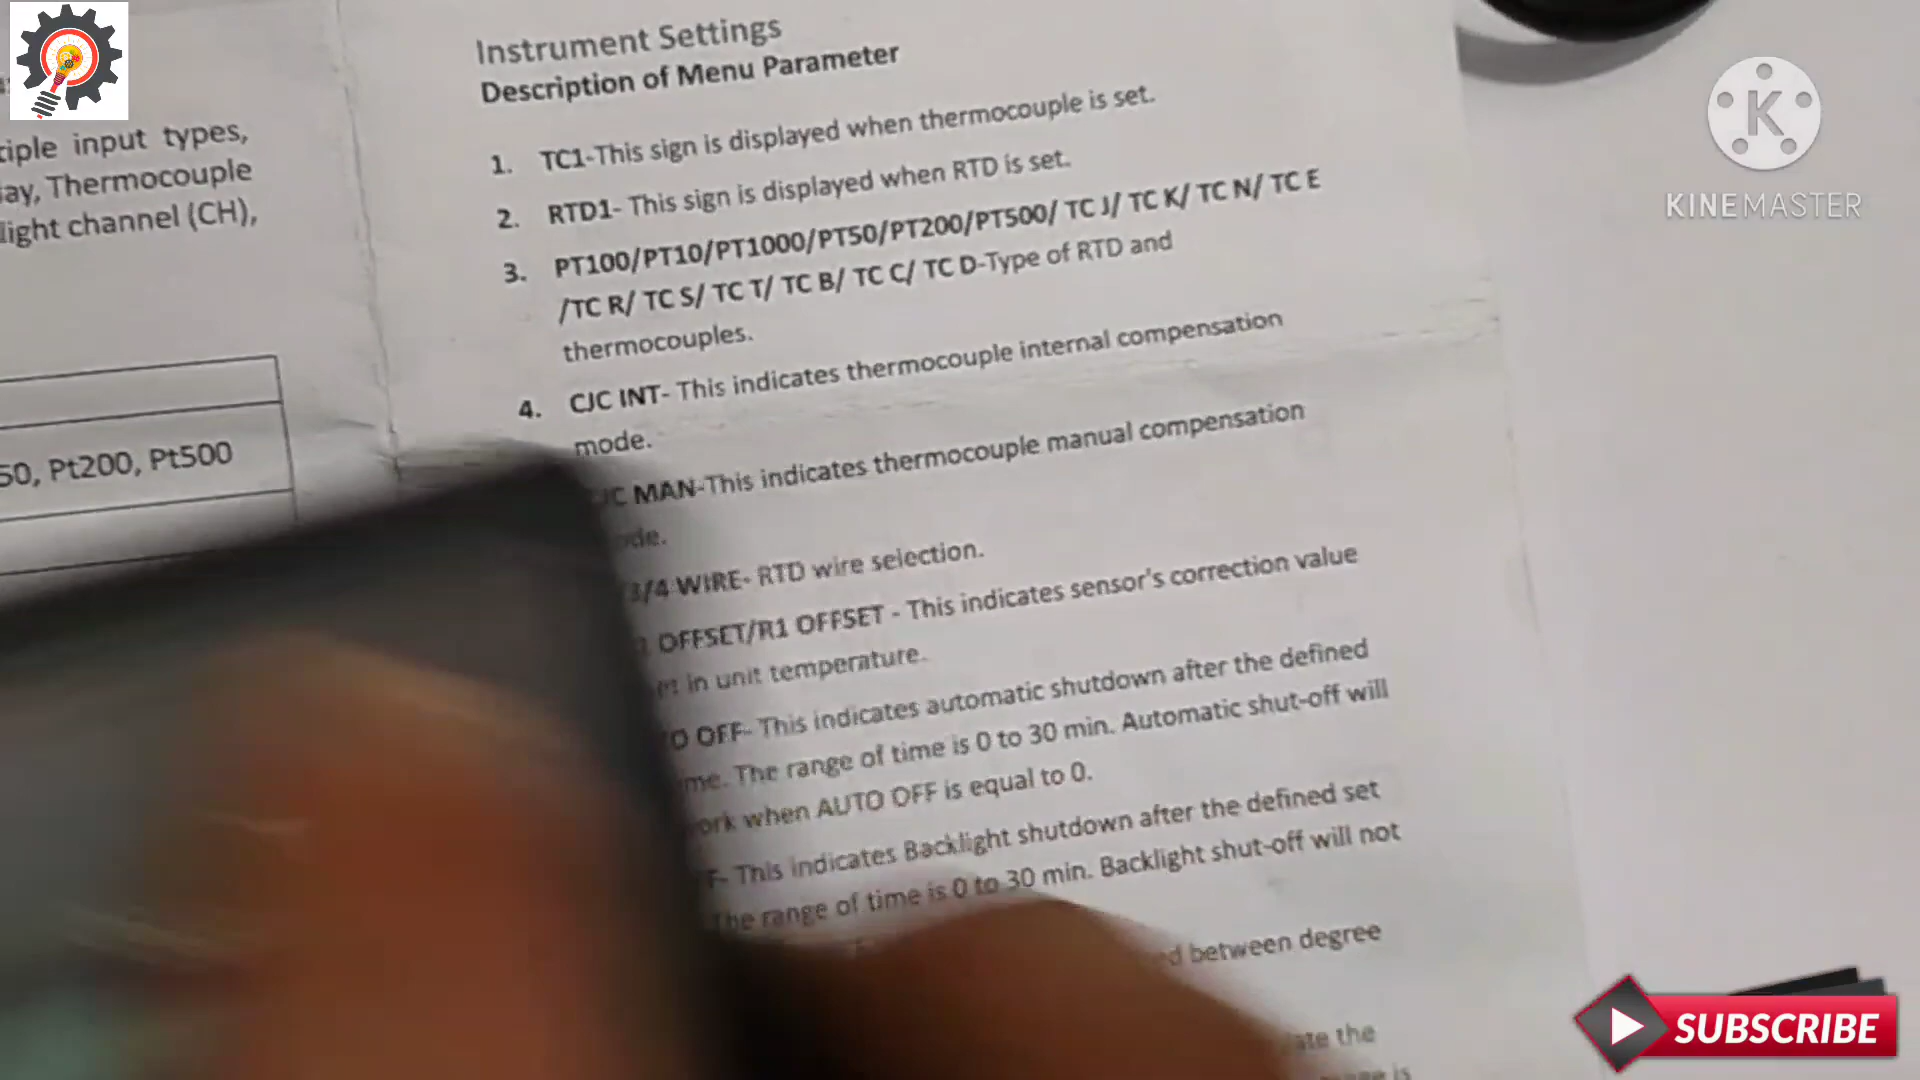 tiple input types,
lay, Thermocouple
light channel (CH),
50, Pt200, Pt500
Instrument Settings
Description of Menu Parameter
1. TC1-This sign is displayed when thermocouple is set.
2. RTD1- This sign is displayed when RTD is set.
3. PT100/PT10/PT1000/PT50/PT200/PT500/ TC J/ TC K/ TC N/ TC E
/TC R/ TC S/ TC T/ TC B/ TC C/ TC D-Type of RTD and
thermocouples.
4. CJC INT- This indicates thermocouple internal compensation
mode.
JC MAN-This indicates thermocouple manual compensation
ode.
3/4 WIRE- RTD wire selection.
OFFSET/R1 OFFSET - This indicates sensor's correction value
in unit temperature.
O OFF- This indicates automatic shutdown after the defined
me. The range of time is 0 to 30 min. Automatic shut-off will
ork when AUTO OFF is equal to 0.
F- This indicates Backlight shutdown after the defined set
The range of time is 0 to 30 min. Backlight shut-off will not
d between degree
ate the
is
K
KINEMASTER
SUBSCRIBE